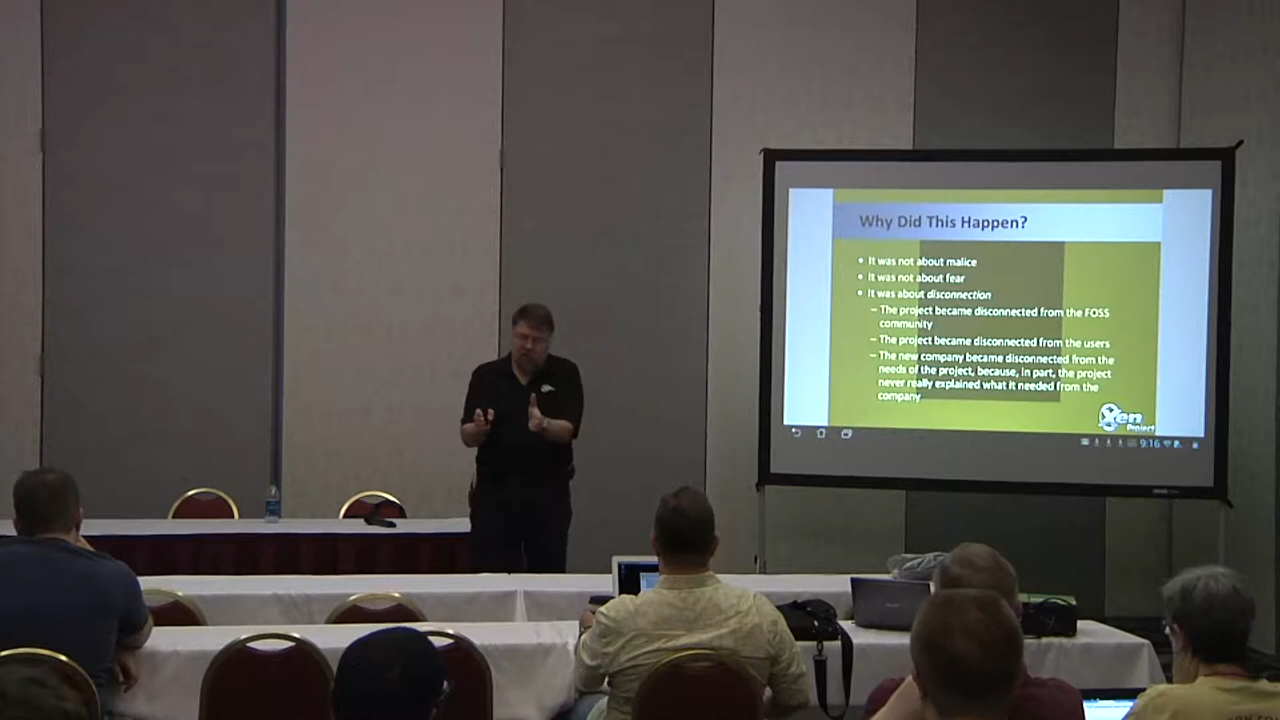 Why Did This Happen?
• It was not about malice
• It was not about fear
• It was about disconnection
– The project became disconnected from the FOSS
community
– The project became disconnected from the users
– The new company became disconnected from the
needs of the project, because, in part, the project
never really explained what it needed from the
company
Xen
Project
9:16